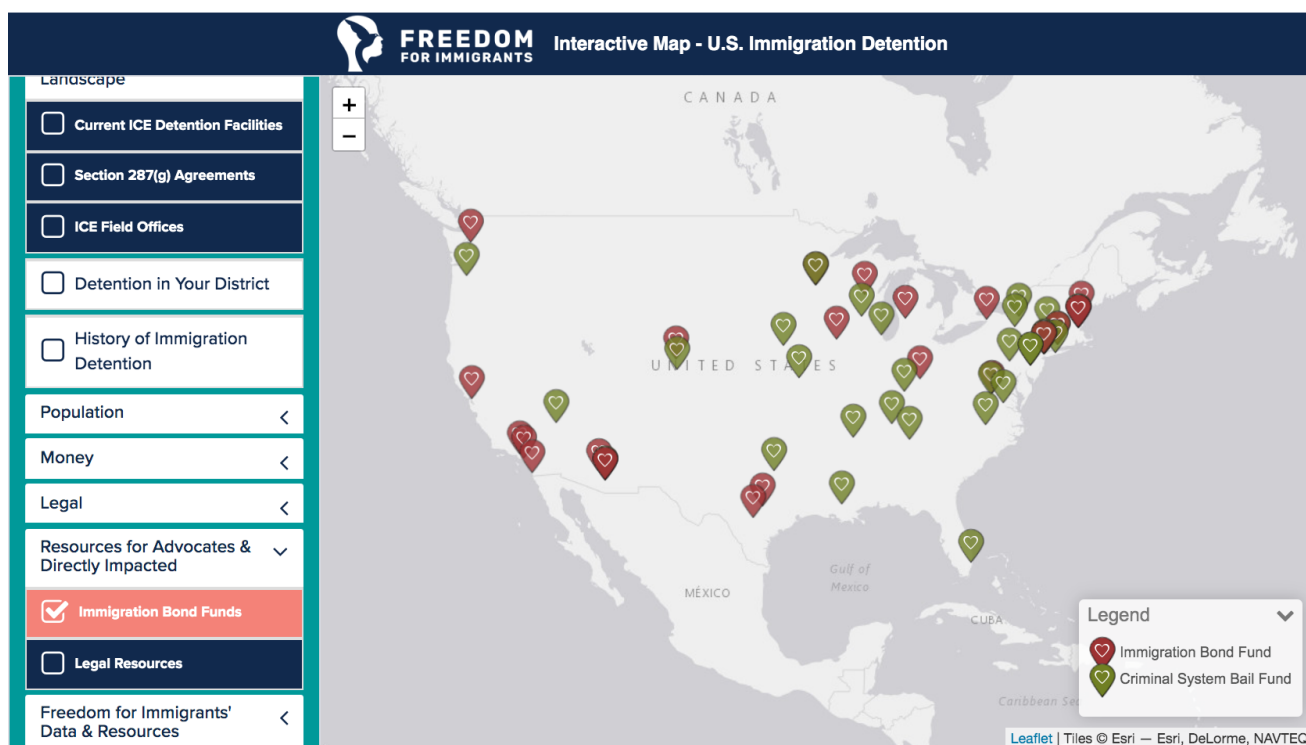 FREEDOM
FOR IMMIGRANTS
Interactive Map - U.S. Immigration Detention
Landscape
Current ICE Detention Facilities
Section 287(g) Agreements
ICE Field Offices
Detention in Your District
History of Immigration
Detention
Population
Money
Legal
Resources for Advocates &
Directly Impacted
Immigration Bond Funds
Legal Resources
Freedom for Immigrants'
Data & Resources
+
−
CANADA
UNITED STATES
MÉXICO
Gulf of
Mexico
CUBA
Caribbean Se
Legend
Immigration Bond Fund
Criminal System Bail Fund
Leaflet | Tiles © Esri — Esri, DeLorme, NAVTEQ